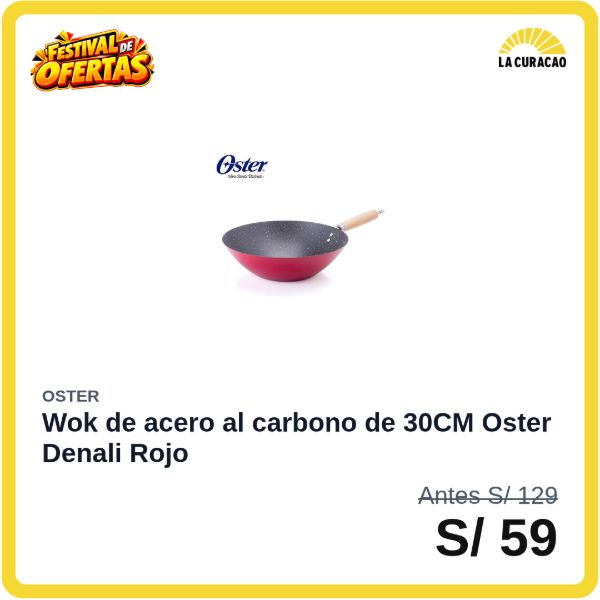 FESTIVAL DE
OFERTAS
LA CURACAO
Oster
OSTER
Wok de acero al carbono de 30CM Oster
Denali Rojo
Antes S/ 129
S/ 59